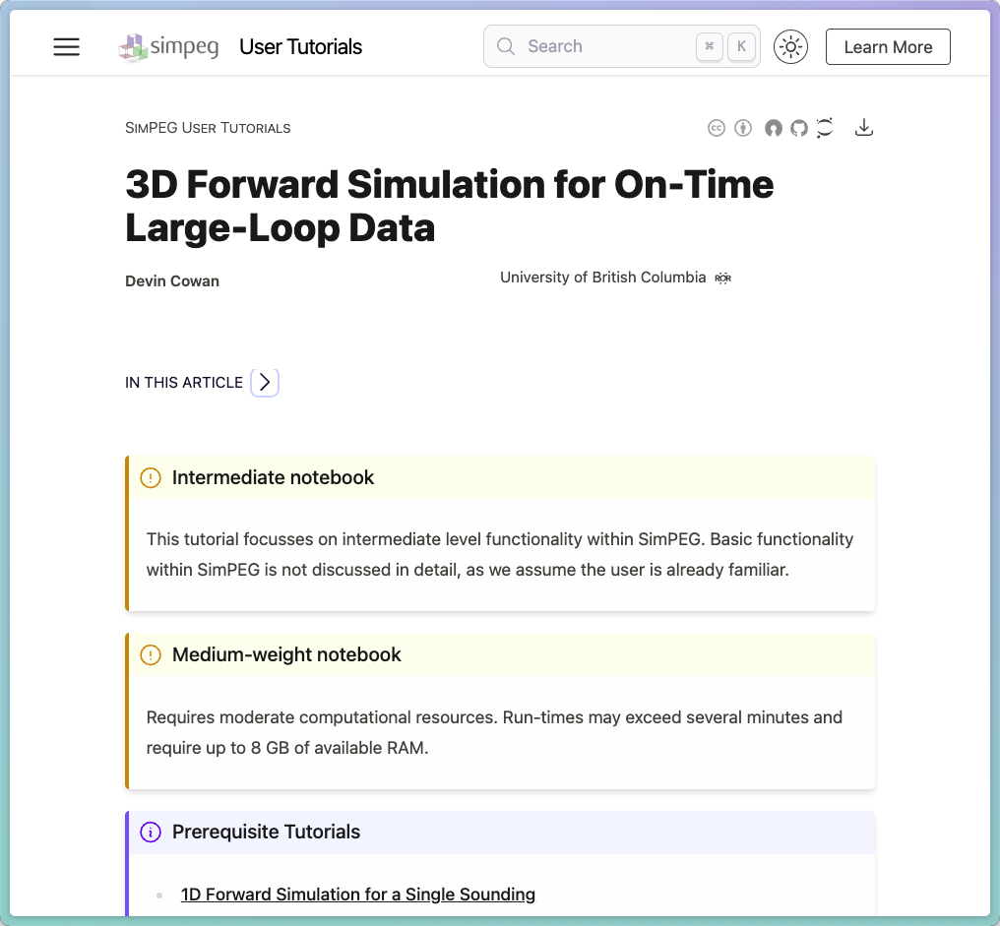 simpeg User Tutorials Search ⌘ K Learn More
SIMPEG USER TUTORIALS
3D Forward Simulation for On-Time
Large-Loop Data
Devin Cowan
University of British Columbia ROR
IN THIS ARTICLE
Intermediate notebook
This tutorial focusses on intermediate level functionality within SimPEG. Basic functionality
within SimPEG is not discussed in detail, as we assume the user is already familiar.
Medium-weight notebook
Requires moderate computational resources. Run-times may exceed several minutes and
require up to 8 GB of available RAM.
Prerequisite Tutorials
1D Forward Simulation for a Single Sounding